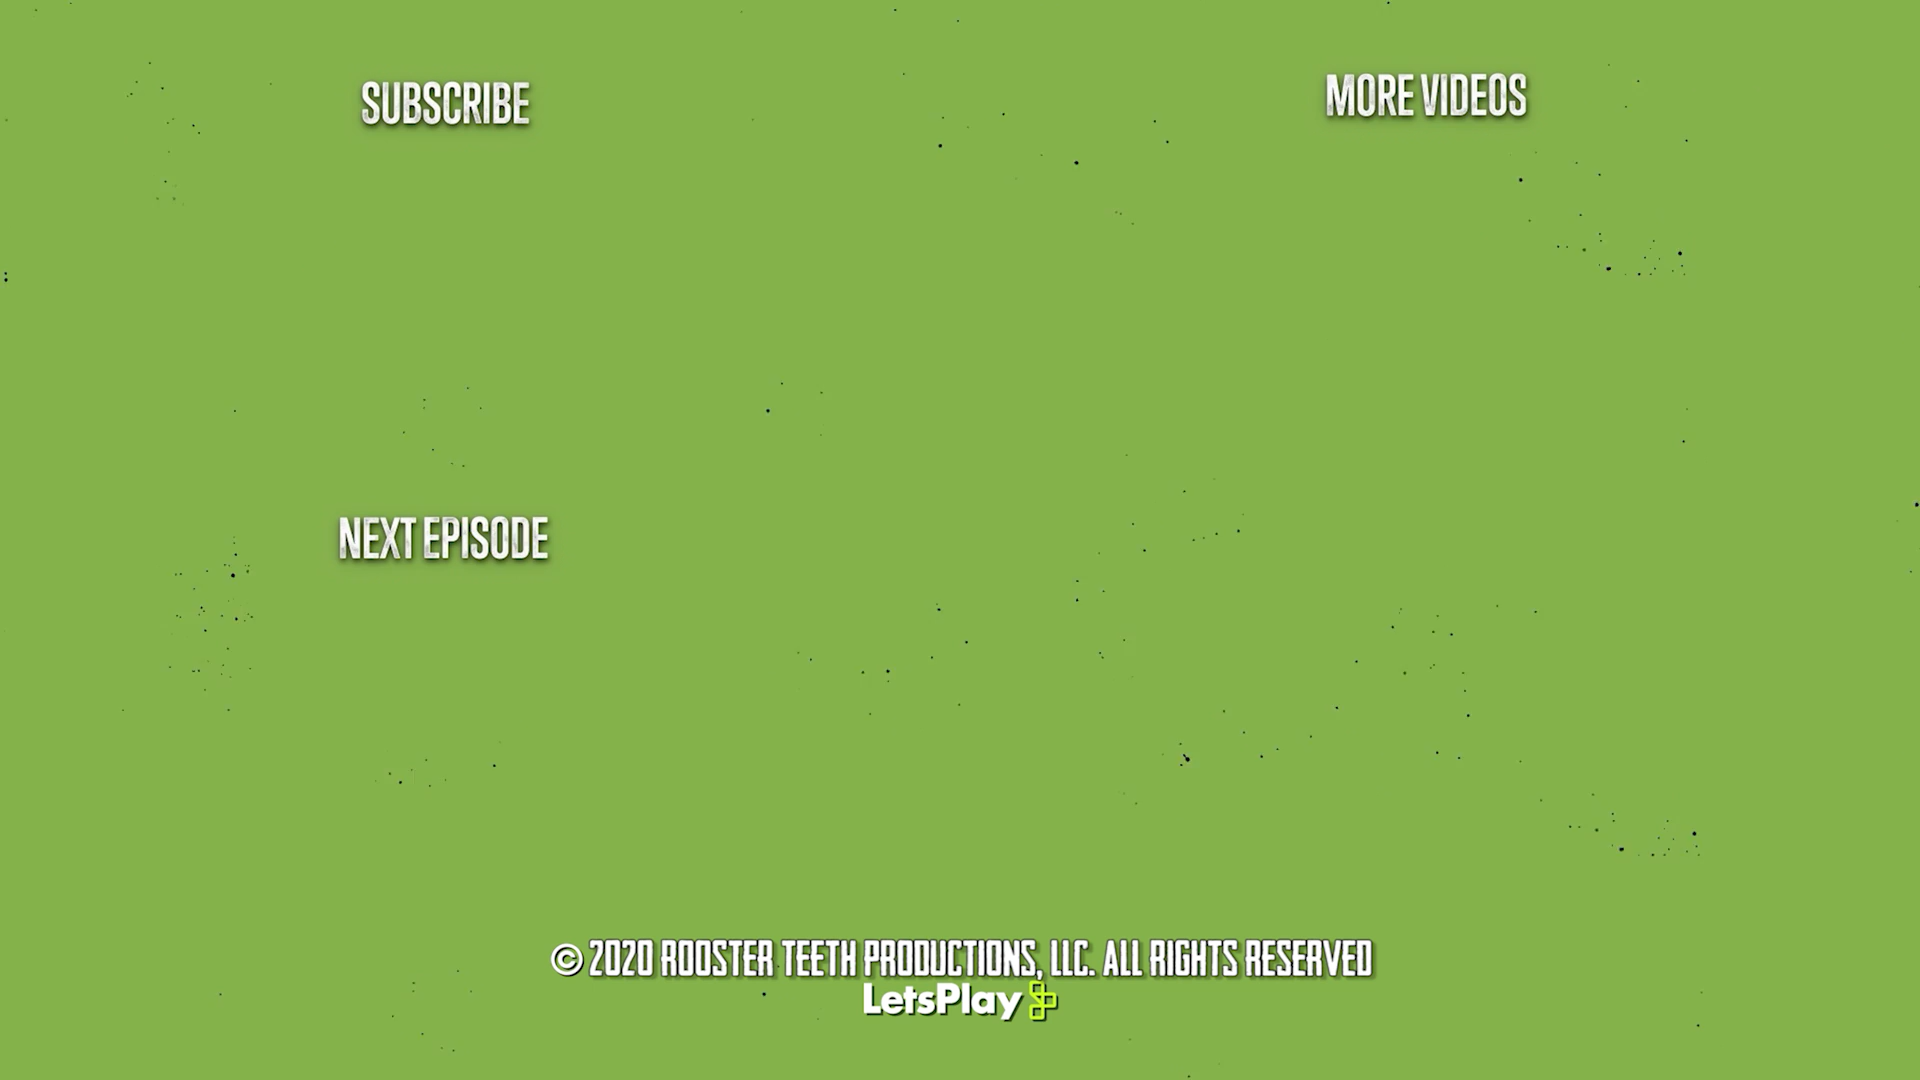 SUBSCRIBE
MORE VIDEOS
NEXT EPISODE
© 2020 ROOSTER TEETH PRODUCTIONS, LLC. ALL RIGHTS RESERVED
LetsPlay